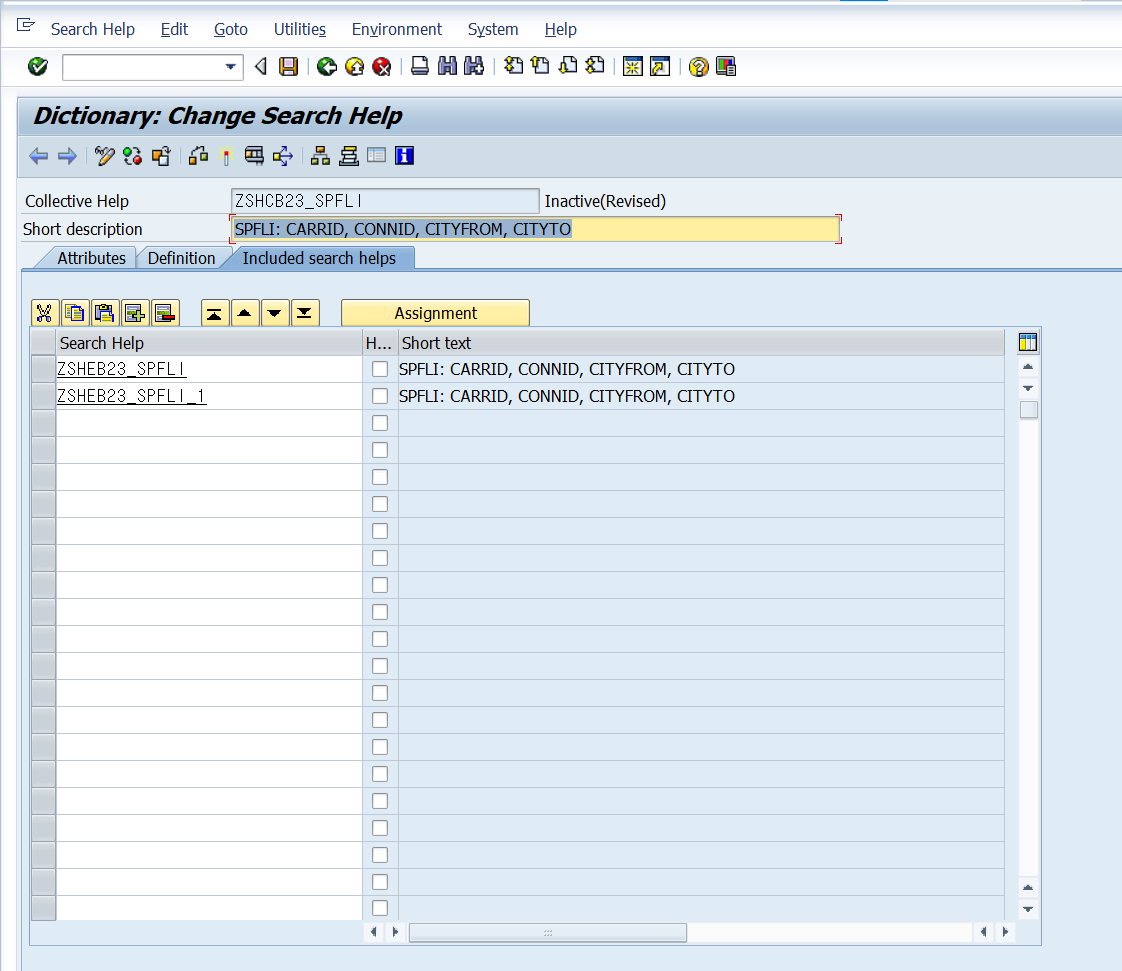 Search Help Edit Goto Utilities Environment System Help
Dictionary: Change Search Help
Collective Help ZSHCB23_SPFLI Inactive(Revised)
Short description SPFLI: CARRID, CONNID, CITYFROM, CITYTO
Attributes Definition Included search helps
Assignment
Search Help H... Short text
ZSHEB23_SPFLI SPFLI: CARRID, CONNID, CITYFROM, CITYTO
ZSHEB23_SPFLI_1 SPFLI: CARRID, CONNID, CITYFROM, CITYTO